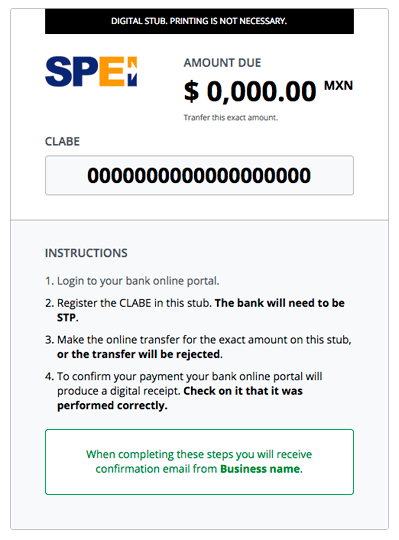 DIGITAL STUB. PRINTING IS NOT NECESSARY.
SPEI
AMOUNT DUE
$ 0,000.00 MXN
Tranfer this exact amount.
CLABE
000000000000000000
INSTRUCTIONS
1. Login to your bank online portal.
2. Register the CLABE in this stub. The bank will need to be
STP.
3. Make the online transfer for the exact amount on this stub,
or the transfer will be rejected.
4. To confirm your payment your bank online portal will
produce a digital receipt. Check on it that it was
performed correctly.
When completing these steps you will receive
confirmation email from Business name.